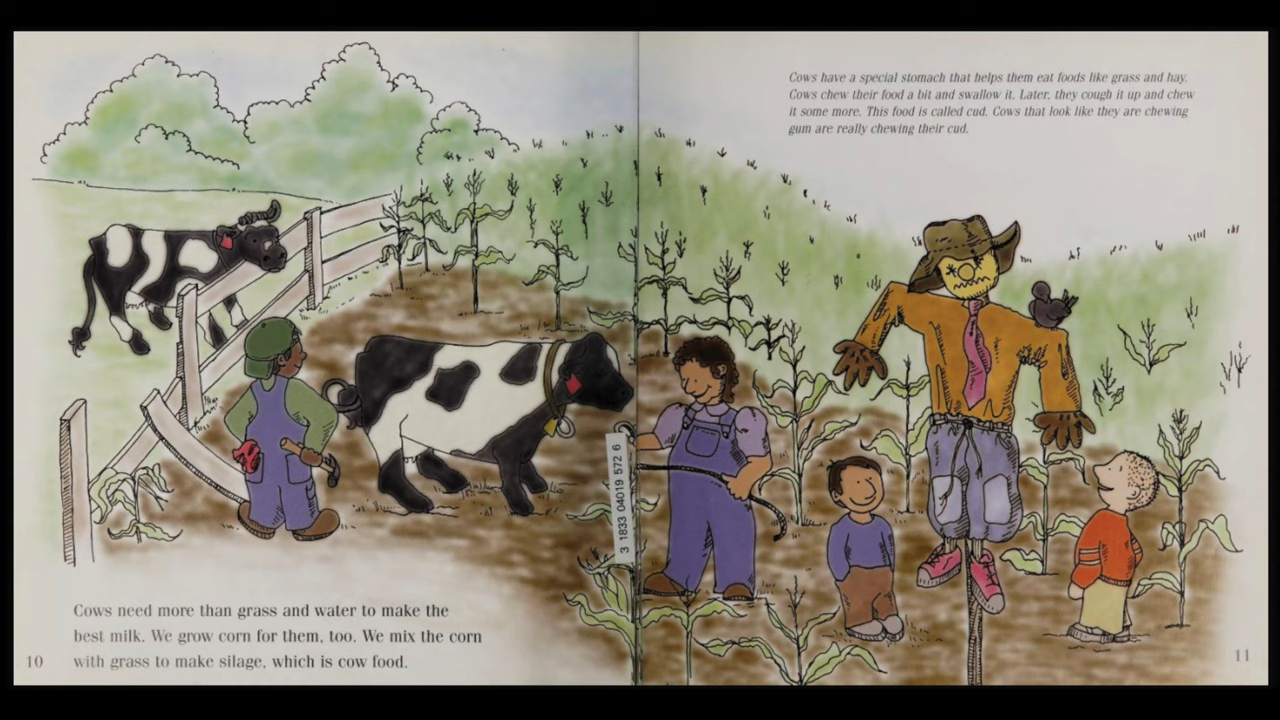 Cows have a special stomach that helps them eat foods like grass and hay.
Cows chew their food a bit and swallow it. Later, they cough it up and chew
it some more. This food is called cud. Cows that look like they are chewing
gum are really chewing their cud.
3 1833 04019 572 6
Cows need more than grass and water to make the
best milk. We grow corn for them, too. We mix the corn
with grass to make silage, which is cow food.
10
11